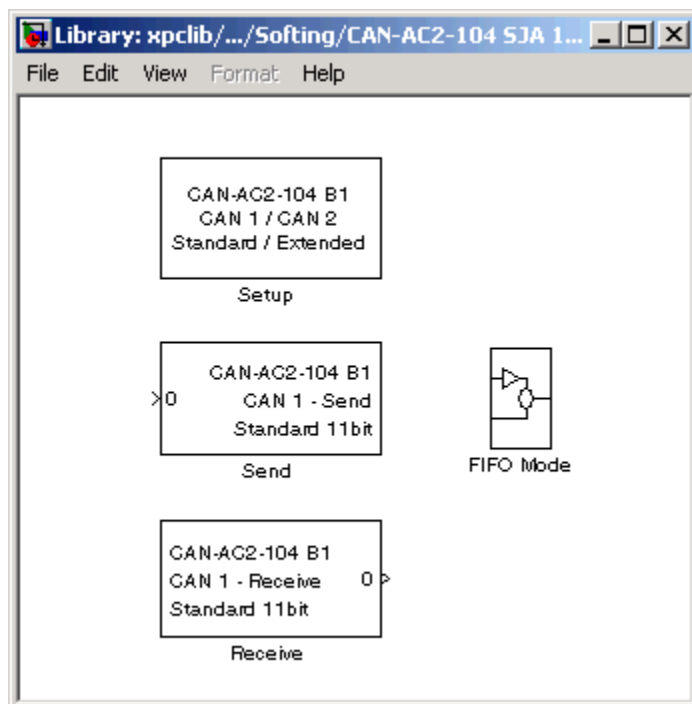 Library: xpclib/.../Softing/CAN-AC2-104 SJA 1...
File Edit View Format Help
CAN-AC2-104 B1
CAN 1 / CAN 2
Standard / Extended
Setup
CAN-AC2-104 B1
0 CAN 1 - Send
Standard 11bit
Send
FIFO Mode
CAN-AC2-104 B1
CAN 1 - Receive 0
Standard 11bit
Receive